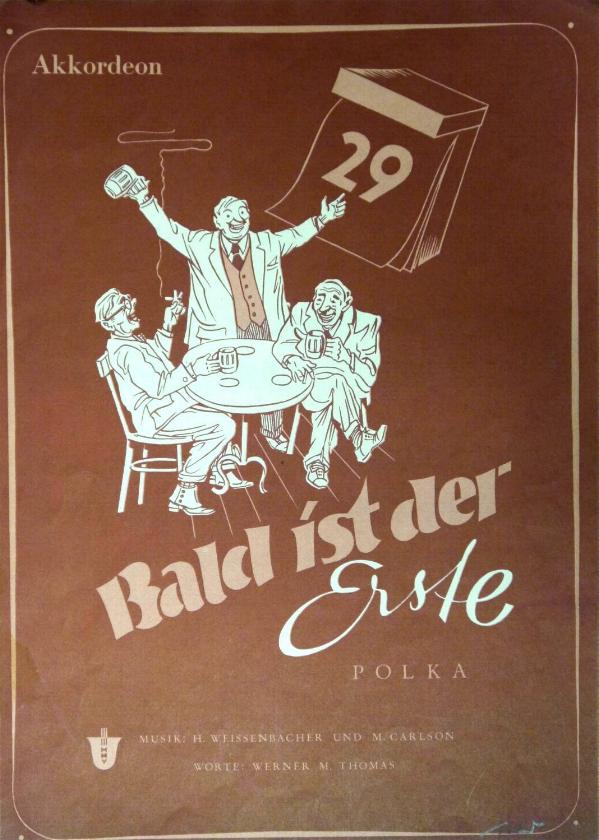 Akkordeon
29
Bald ist der
Erste
POLKA
MUSIK: H. WEISSENBACHER UND M. CARLSON
WORTE: WERNER M. THOMAS